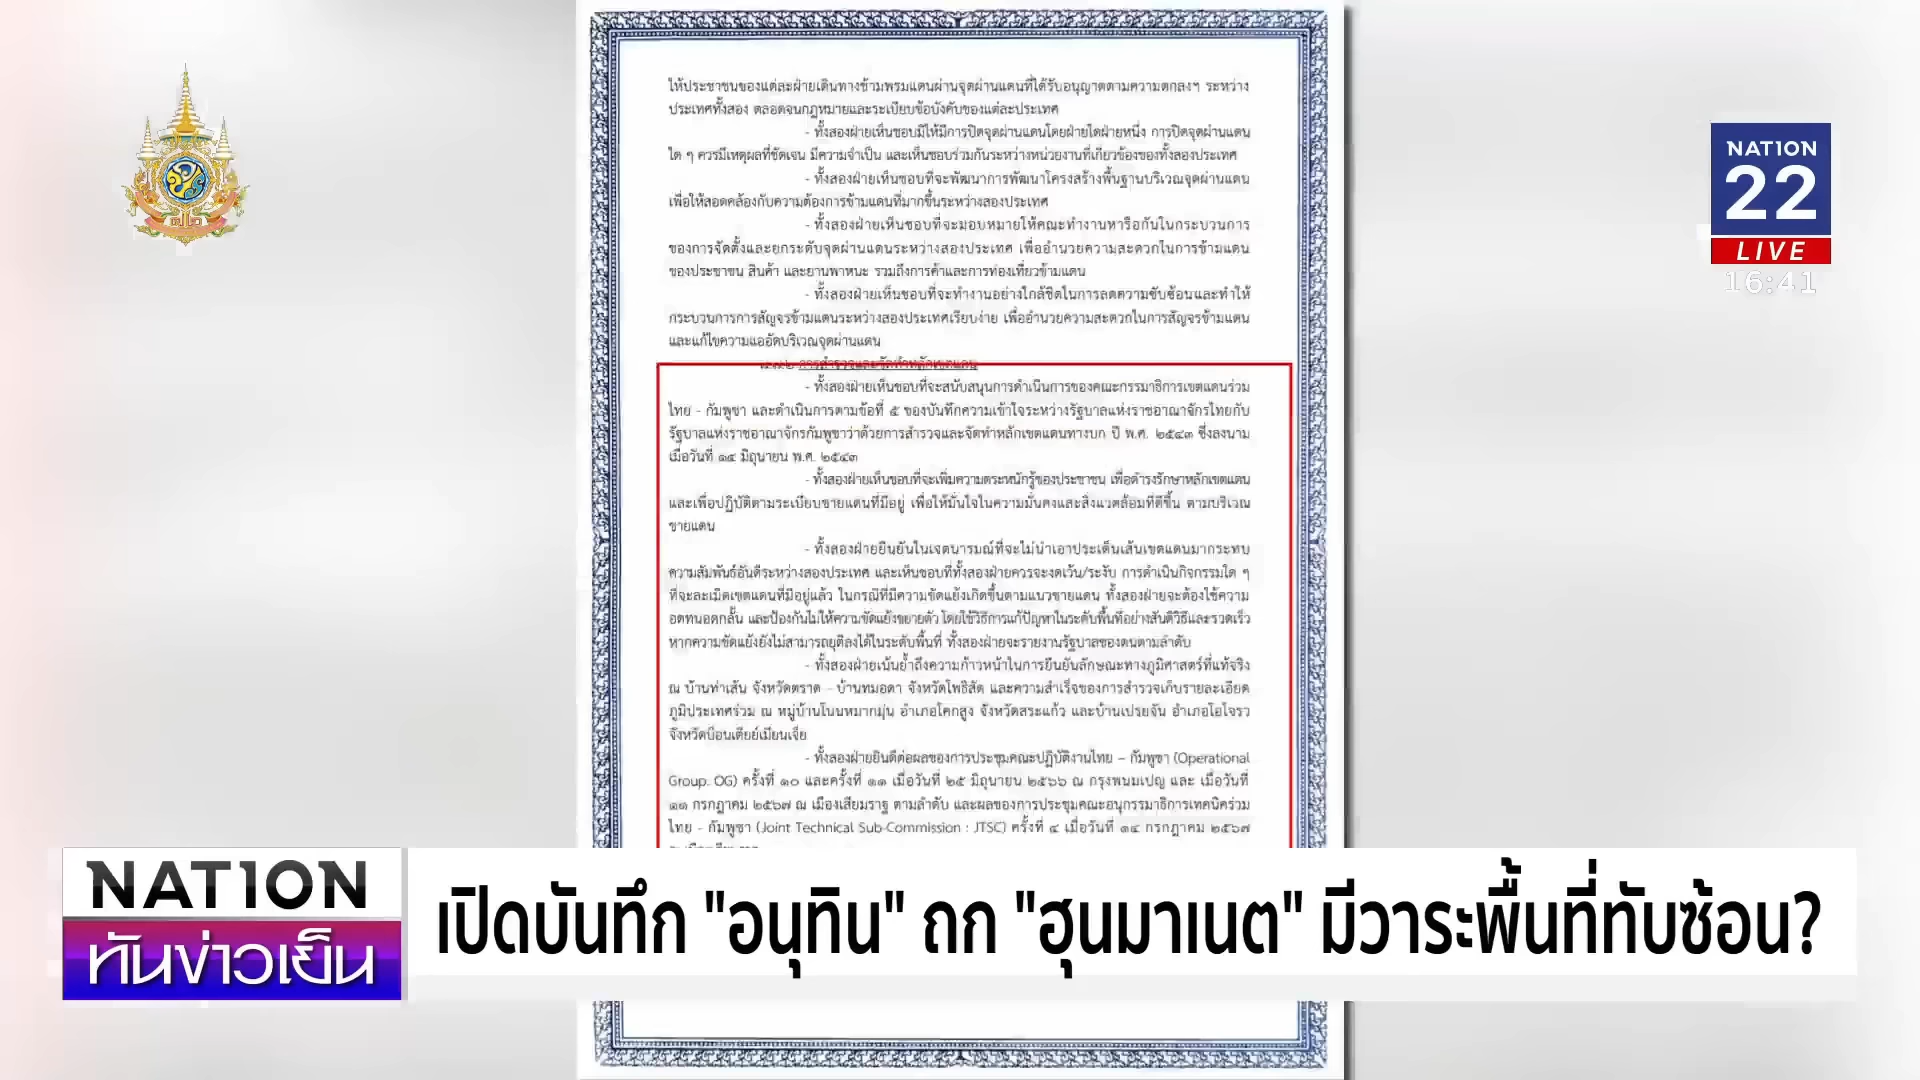 ให้ประชาชนของแต่ละฝ่ายเดินทางข้ามพรมแดนผ่านจุดผ่านแดนที่ได้รับอนุญาตตามความตกลงฯ ระหว่าง
ประเทศทั้งสอง ตลอดจนกฎหมายและระเบียบข้อบังคับของแต่ละประเทศ
- ทั้งสองฝ่ายเห็นชอบมิให้มีการปิดจุดผ่านแดนโดยฝ่ายใดฝ่ายหนึ่ง การปิดจุดผ่านแดน
ใด ๆ ควรมีเหตุผลที่ชัดเจน มีความจำเป็น และเห็นชอบร่วมกันระหว่างหน่วยงานที่เกี่ยวข้องของทั้งสองประเทศ
- ทั้งสองฝ่ายเห็นชอบที่จะพัฒนาการพัฒนาโครงสร้างพื้นฐานบริเวณจุดผ่านแดน
เพื่อให้สอดคล้องกับความต้องการข้ามแดนที่มากขึ้นระหว่างสองประเทศ
- ทั้งสองฝ่ายเห็นชอบที่จะมอบหมายให้คณะทำงานหารือกันในกระบวนการ
ของการจัดตั้งและยกระดับจุดผ่านแดนระหว่างสองประเทศ เพื่ออำนวยความสะดวกในการข้ามแดน
ของประชาชน สินค้า และยานพาหนะ รวมถึงการค้าและการท่องเที่ยวข้ามแดน
- ทั้งสองฝ่ายเห็นชอบที่จะทำงานอย่างใกล้ชิดในการลดความซับซ้อนและทำให้
กระบวนการการสัญจรข้ามแดนระหว่างสองประเทศเรียบง่าย เพื่ออำนวยความสะดวกในการสัญจรข้ามแดน
และแก้ไขความแออัดบริเวณจุดผ่านแดน
การสำรวจและจัดทำหลักเขตแดน
- ทั้งสองฝ่ายเห็นชอบที่จะสนับสนุนการดำเนินการของคณะกรรมาธิการเขตแดนร่วม
ไทย - กัมพูชา และดำเนินการตามข้อที่ ๕ ของบันทึกความเข้าใจระหว่างรัฐบาลแห่งราชอาณาจักรไทยกับ
รัฐบาลแห่งราชอาณาจักรกัมพูชาว่าด้วยการสำรวจและจัดทำหลักเขตแดนทางบก ปี พ.ศ. ๒๕๔๓ ซึ่งลงนาม
เมื่อวันที่ ๑๔ มิถุนายน พ.ศ. ๒๕๔๓
- ทั้งสองฝ่ายเห็นชอบที่จะเพิ่มความตระหนักรู้ของประชาชน เพื่อดำรงรักษาหลักเขตแดน
และเพื่อปฏิบัติตามระเบียบชายแดนที่มีอยู่ เพื่อให้มั่นใจในความมั่นคงและสิ่งแวดล้อมที่ดีขึ้น ตามบริเวณ
ชายแดน
- ทั้งสองฝ่ายยืนยันในเจตนารมณ์ที่จะไม่นำเอาประเด็นเส้นเขตแดนมากระทบ
ความสัมพันธ์อันดีระหว่างสองประเทศ และเห็นชอบที่ทั้งสองฝ่ายควรจะงดเว้น/ระงับ การดำเนินกิจกรรมใด ๆ
ที่จะละเมิดเขตแดนที่มีอยู่แล้ว ในกรณีที่มีความขัดแย้งเกิดขึ้นตามแนวชายแดน ทั้งสองฝ่ายจะต้องใช้ความ
อดทนอดกลั้น และป้องกันไม่ให้ความขัดแย้งขยายตัว โดยใช้วิธีการแก้ปัญหาในระดับพื้นที่อย่างสันติวิธีและรวดเร็ว
หากความขัดแย้งยังไม่สามารถยุติลงได้ในระดับพื้นที่ ทั้งสองฝ่ายจะรายงานรัฐบาลของตนตามลำดับ
- ทั้งสองฝ่ายเน้นย้ำถึงความก้าวหน้าในการยืนยันลักษณะทางภูมิศาสตร์ที่แท้จริง
ณ บ้านท่าเส้น จังหวัดตราด - บ้านทมอดา จังหวัดโพธิสัต และความสำเร็จของการสำรวจเก็บรายละเอียด
ภูมิประเทศร่วม ณ หมู่บ้านโนนหมากมุ่น อำเภอโคกสูง จังหวัดสระแก้ว และบ้านเปรยจัน อำเภอโอโจรว
จังหวัดบือนเตียย์เมียนเจีย
- ทั้งสองฝ่ายยินดีต่อผลของการประชุมคณะปฏิบัติงานไทย – กัมพูชา (Operational
Group. OG) ครั้งที่ ๑๐ และครั้งที่ ๑๑ เมื่อวันที่ ๒๕ มิถุนายน ๒๕๖๖ ณ กรุงพนมเปญ และ เมื่อวันที่
๑๑ กรกฎาคม ๒๕๖๗ ณ เมืองเสียมราฐ ตามลำดับ และผลของการประชุมคณะอนุกรรมาธิการเทคนิคร่วม
ไทย - กัมพูชา (Joint Technical Sub-Commission : JTSC) ครั้งที่ ๔ เมื่อวันที่ ๑๔ กรกฎาคม ๒๕๖๗
NATION
22
LIVE
16:41
NATION
ทันข่าวเย็น
เปิดบันทึก "อนุทิน" ถก "ฮุนมาเนต" มีวาระพื้นที่ทับซ้อน?